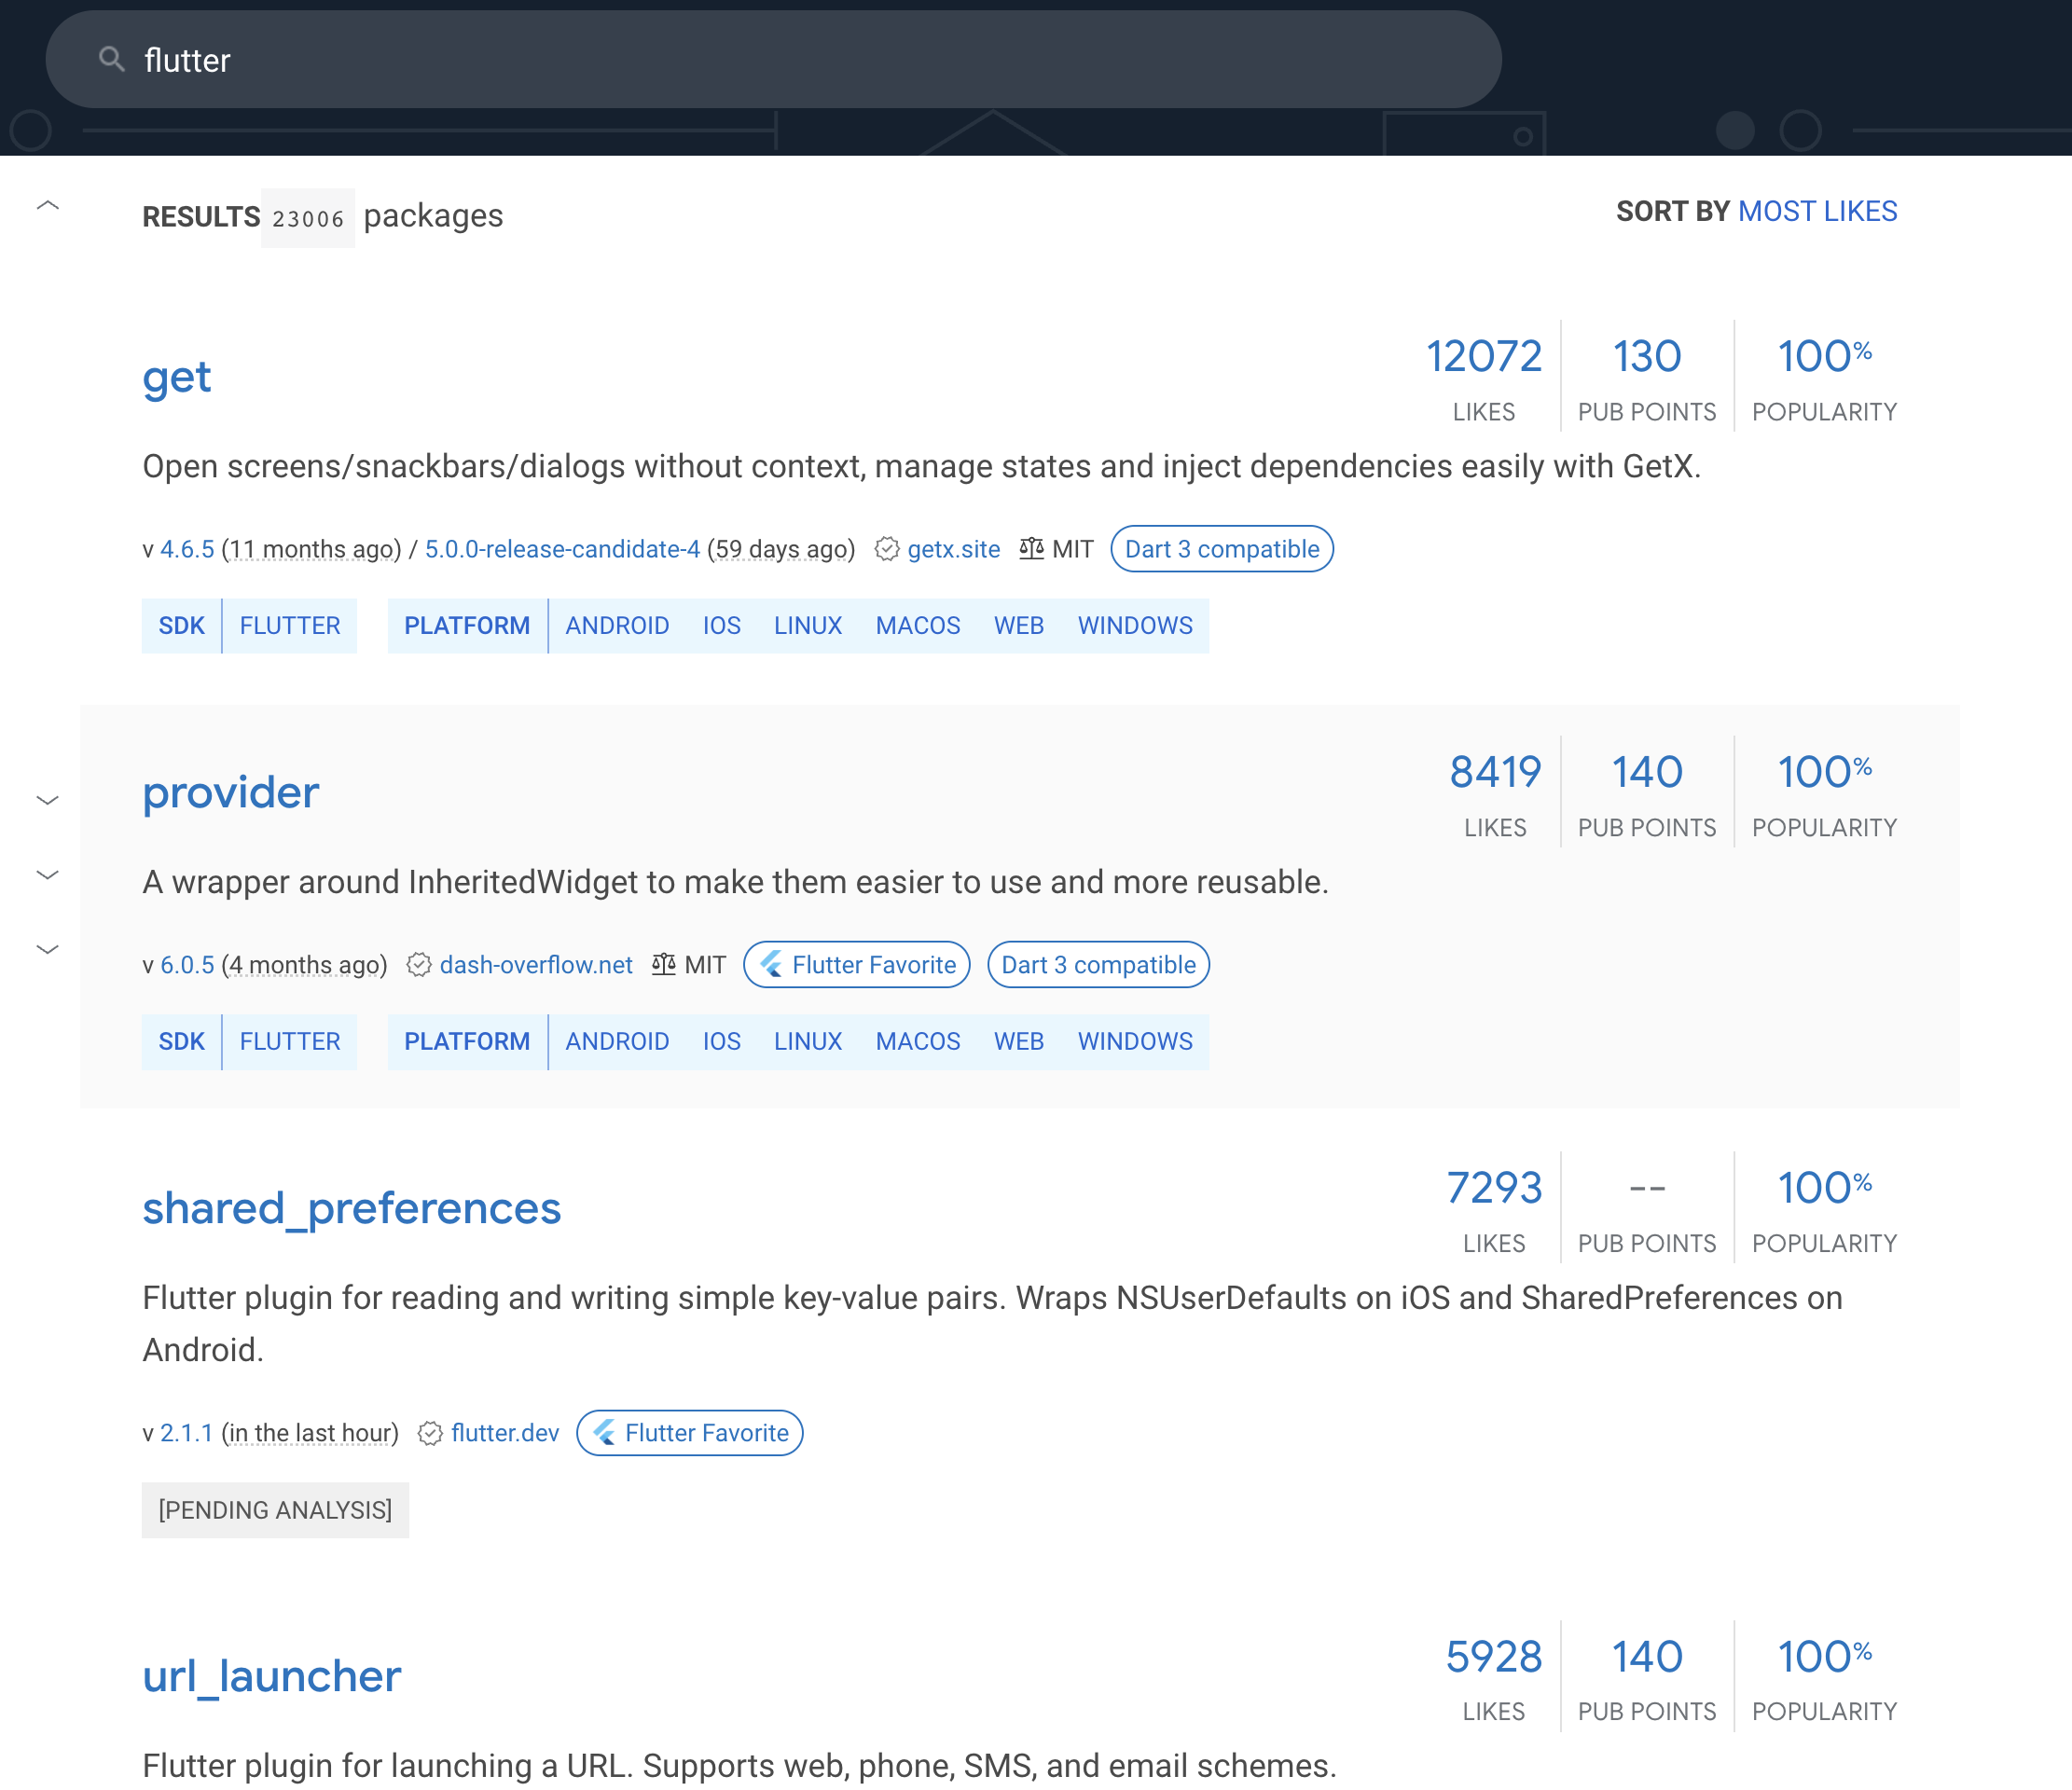 flutter
RESULTS 23006 packages
SORT BY MOST LIKES
get
12072 130 100%
LIKES PUB POINTS POPULARITY
Open screens/snackbars/dialogs without context, manage states and inject dependencies easily with GetX.
v 4.6.5 (11 months ago) / 5.0.0-release-candidate-4 (59 days ago) getx.site MIT Dart 3 compatible
SDK FLUTTER PLATFORM ANDROID IOS LINUX MACOS WEB WINDOWS
provider
8419 140 100%
LIKES PUB POINTS POPULARITY
A wrapper around InheritedWidget to make them easier to use and more reusable.
v 6.0.5 (4 months ago) dash-overflow.net MIT Flutter Favorite Dart 3 compatible
SDK FLUTTER PLATFORM ANDROID IOS LINUX MACOS WEB WINDOWS
shared_preferences
7293 -- 100%
LIKES PUB POINTS POPULARITY
Flutter plugin for reading and writing simple key-value pairs. Wraps NSUserDefaults on iOS and SharedPreferences on
Android.
v 2.1.1 (in the last hour) flutter.dev Flutter Favorite
[PENDING ANALYSIS]
url_launcher
5928 140 100%
LIKES PUB POINTS POPULARITY
Flutter plugin for launching a URL. Supports web, phone, SMS, and email schemes.